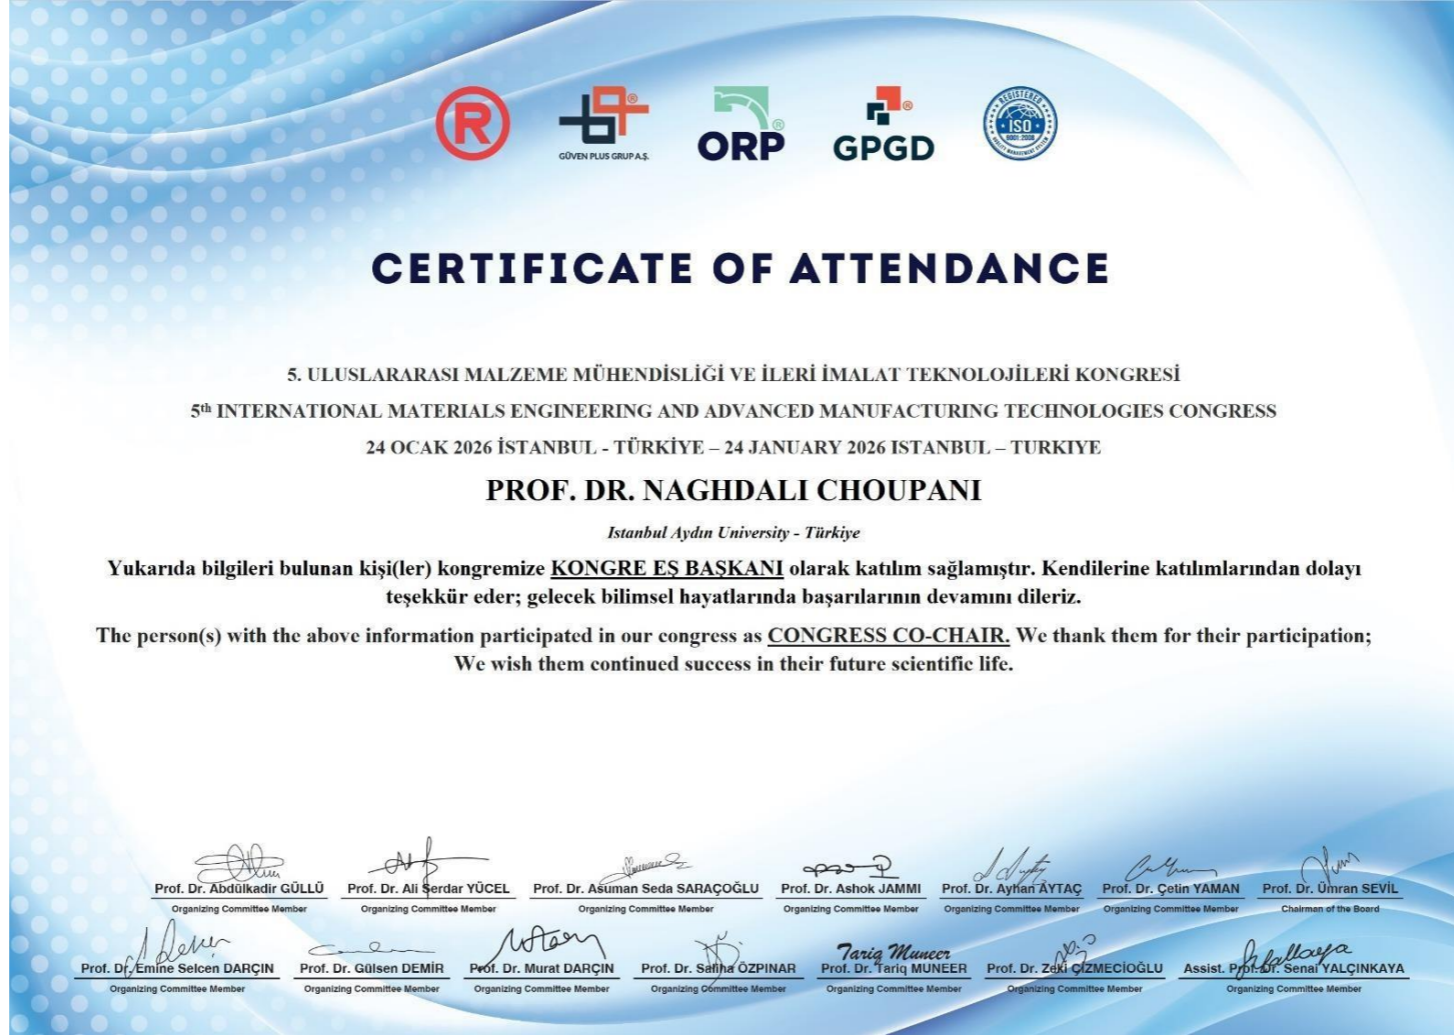 R
GÜVEN PLUS GRUP A.Ş.
ORP
GPGD
REGISTERED
ISO
9001:2008
QUALITY MANAGEMENT SYSTEM
CERTIFICATE OF ATTENDANCE
5. ULUSLARARASI MALZEME MÜHENDİSLİĞİ VE İLERİ İMALAT TEKNOLOJİLERİ KONGRESİ
5th INTERNATIONAL MATERIALS ENGINEERING AND ADVANCED MANUFACTURING TECHNOLOGIES CONGRESS
24 OCAK 2026 İSTANBUL - TÜRKİYE – 24 JANUARY 2026 ISTANBUL – TURKIYE
PROF. DR. NAGHDALI CHOUPANI
Istanbul Aydın University - Türkiye
Yukarıda bilgileri bulunan kişi(ler) kongremize KONGRE EŞ BAŞKANI olarak katılım sağlamıştır. Kendilerine katılımlarından dolayı
teşekkür eder; gelecek bilimsel hayatlarında başarılarının devamını dileriz.
The person(s) with the above information participated in our congress as CONGRESS CO-CHAIR. We thank them for their participation;
We wish them continued success in their future scientific life.
Prof. Dr. Abdülkadir GÜLLÜ Prof. Dr. Ali Serdar YÜCEL Prof. Dr. Asuman Seda SARAÇOĞLU Prof. Dr. Ashok JAMMI Prof. Dr. Ayhan AYTAÇ Prof. Dr. Çetin YAMAN Prof. Dr. Ümran SEVİL
Organizing Committee Member Organizing Committee Member Organizing Committee Member Organizing Committee Member Organizing Committee Member Organizing Committee Member Chairman of the Board
Tariq Muneer
Prof. Dr. Emine Selcen DARÇIN Prof. Dr. Gülsen DEMİR Prof. Dr. Murat DARÇIN Prof. Dr. Saliha ÖZPINAR Prof. Dr. Tariq MUNEER Prof. Dr. Zeki ÇİZMECİOĞLU Assist. Prof. Dr. Senai YALÇINKAYA
Organizing Committee Member Organizing Committee Member Organizing Committee Member Organizing Committee Member Organizing Committee Member Organizing Committee Member Organizing Committee Member